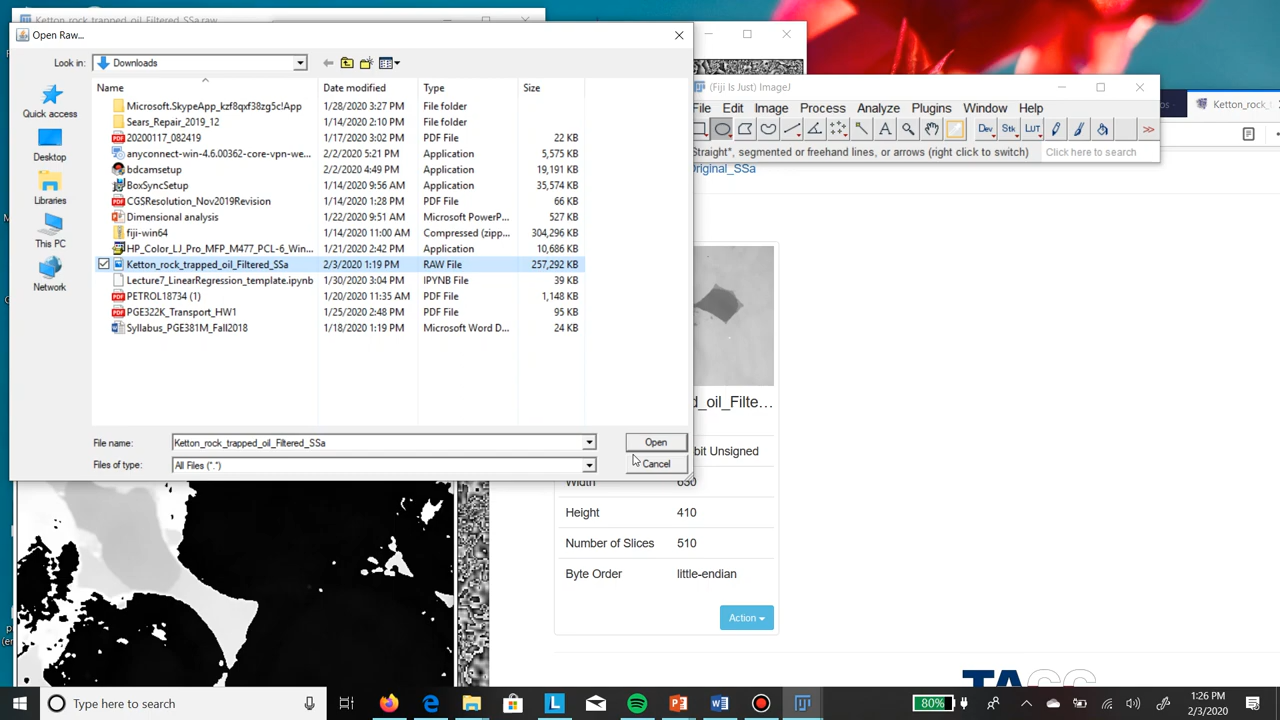 Ketton_rock_trapped_oil_Filtered_SSa.raw
Open Raw...
Look in: Downloads
Quick access
Desktop
Libraries
This PC
Network
Name Date modified Type Size
Microsoft.SkypeApp_kzf8qxf38zg5c!App 1/28/2020 3:27 PM File folder
Sears_Repair_2019_12 1/14/2020 2:10 PM File folder
20200117_082419 1/17/2020 3:02 PM PDF File 22 KB
anyconnect-win-4.6.00362-core-vpn-we... 2/2/2020 5:21 PM Application 5,575 KB
bdcamsetup 2/2/2020 4:49 PM Application 19,191 KB
BoxSyncSetup 1/14/2020 9:56 AM Application 35,574 KB
CGSResolution_Nov2019Revision 1/14/2020 1:28 PM PDF File 66 KB
Dimensional analysis 1/22/2020 9:51 AM Microsoft PowerP... 527 KB
fiji-win64 1/14/2020 11:00 AM Compressed (zipp... 304,296 KB
HP_Color_LJ_Pro_MFP_M477_PCL-6_Win... 1/21/2020 2:42 PM Application 10,686 KB
Ketton_rock_trapped_oil_Filtered_SSa 2/3/2020 1:19 PM RAW File 257,292 KB
Lecture7_LinearRegression_template.ipynb 1/30/2020 3:04 PM IPYNB File 39 KB
PETROL18734 (1) 1/20/2020 11:35 AM PDF File 1,148 KB
PGE322K_Transport_HW1 1/25/2020 2:48 PM PDF File 95 KB
Syllabus_PGE381M_Fall2018 1/18/2020 1:19 PM Microsoft Word D... 24 KB
File name: Ketton_rock_trapped_oil_Filtered_SSa Open
Files of type: All Files (*.*) Cancel
(Fiji Is Just) ImageJ
File Edit Image Process Analyze Plugins Window Help
Dev Stk LUT >>
*Straight*, segmented or freehand lines, or arrows (right click to switch) Click here to search
Ketton_rock_
Original_SSa
d_oil_Filte...
bit Unsigned
Width 630
Height 410
Number of Slices 510
Byte Order little-endian
Action
TACC
Type here to search
80%
1:26 PM
2/3/2020